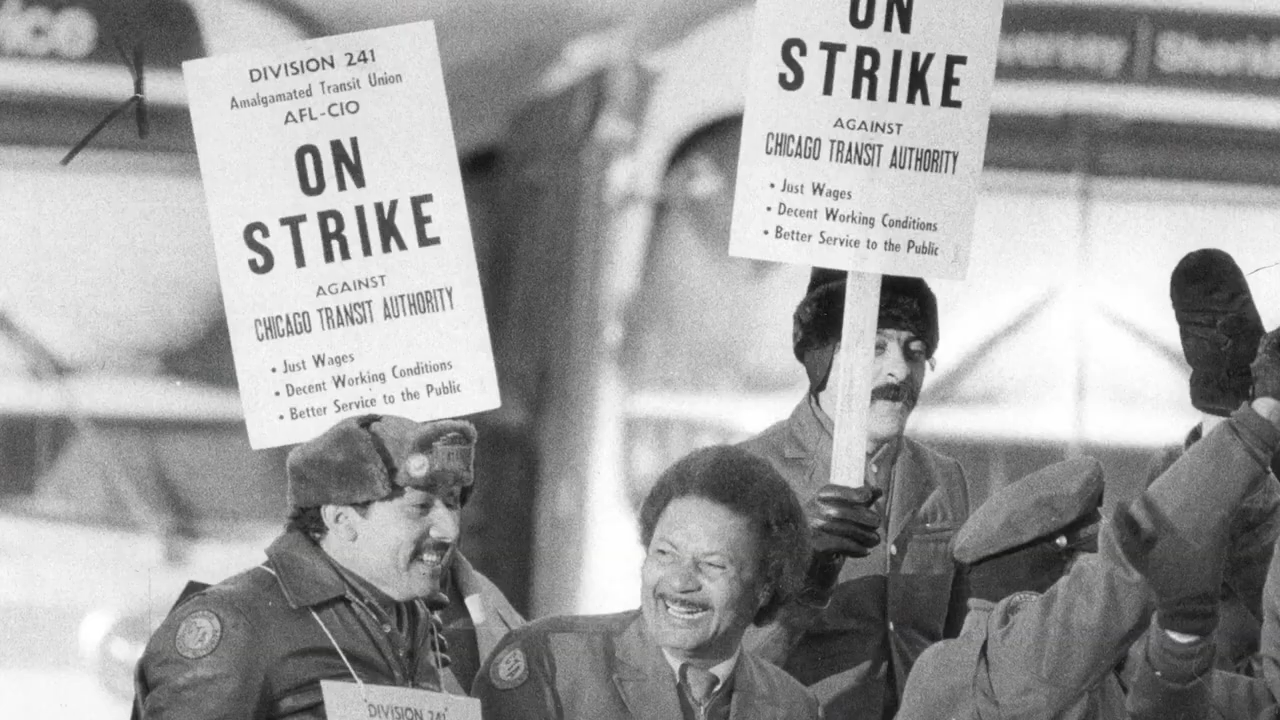 DIVISION 241
Amalgamated Transit Union
AFL-CIO
ON
STRIKE
AGAINST
CHICAGO TRANSIT AUTHORITY
• Just Wages
• Decent Working Conditions
• Better Service to the Public
ON
STRIKE
AGAINST
CHICAGO TRANSIT AUTHORITY
• Just Wages
• Decent Working Conditions
• Better Service to the Public
DIVISION 241